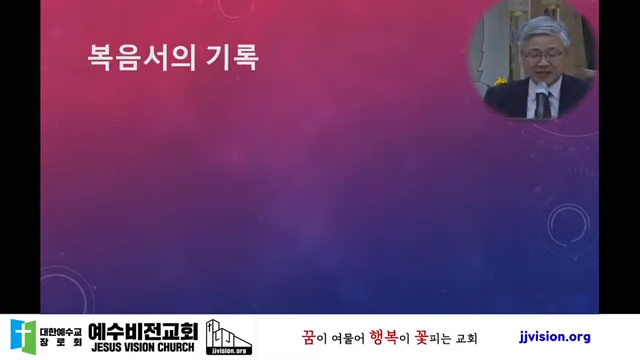 복음서의 기록
대한예수교
장로회
예수비전교회
JESUS VISION CHURCH
jjvision.org
꿈이 여물어 행복이 꽃피는 교회
jjvision.org